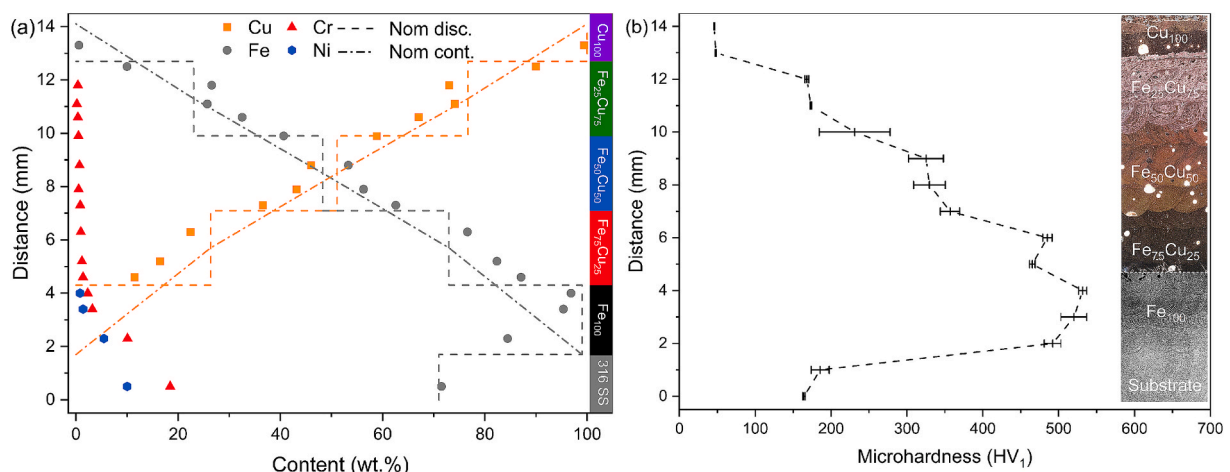 (a)
Cu
Cr
Nom disc.
Fe
Ni
Nom cont.
Distance (mm)
14
12
10
8
6
4
2
0
0
20
40
60
80
100
Content (wt.%)
Cu100
Fe25Cu75
Fe50Cu50
Fe75Cu25
Fe100
316 SS
(b)
Distance (mm)
14
12
10
8
6
4
2
0
0
100
200
300
400
500
600
700
Microhardness (HV1)
Cu100
Fe25Cu75
Fe50Cu50
Fe75Cu25
Fe100
Substrate